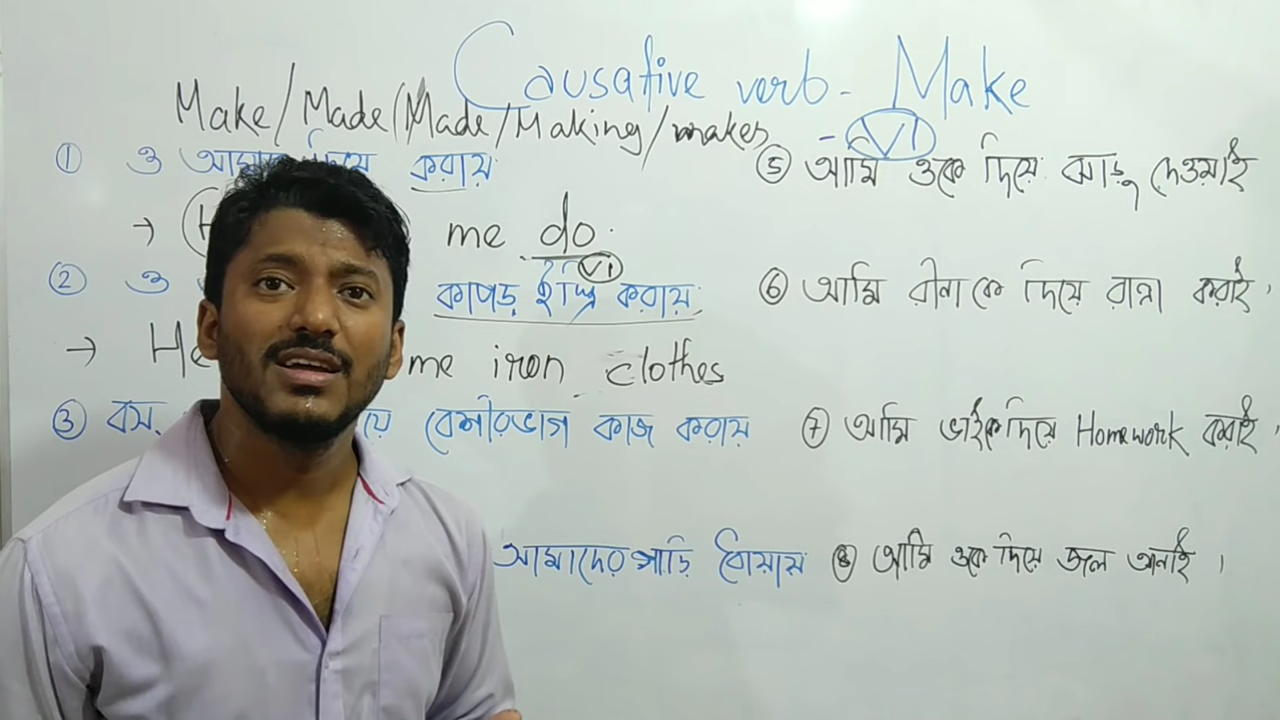 Causative verb - Make
Make/Made/Made/Making/makes - V1
① ও আমাকে দিয়ে করায়
→ me do.
V1
② ও কাপড় ইস্ত্রি করায়
→ He me iron clothes
③ বস. বেশীরভাগ কাজ করায়
আমাদের গাড়ি ধোয়ায়
⑤ আমি ওকে দিয়ে ঝাড়ু দেওয়াই
⑥ আমি রীনাকে দিয়ে রান্না করাই।
⑦ আমি ভাইকে দিয়ে Homework করাই।
⑧ আমি ওকে দিয়ে জল আনাই।